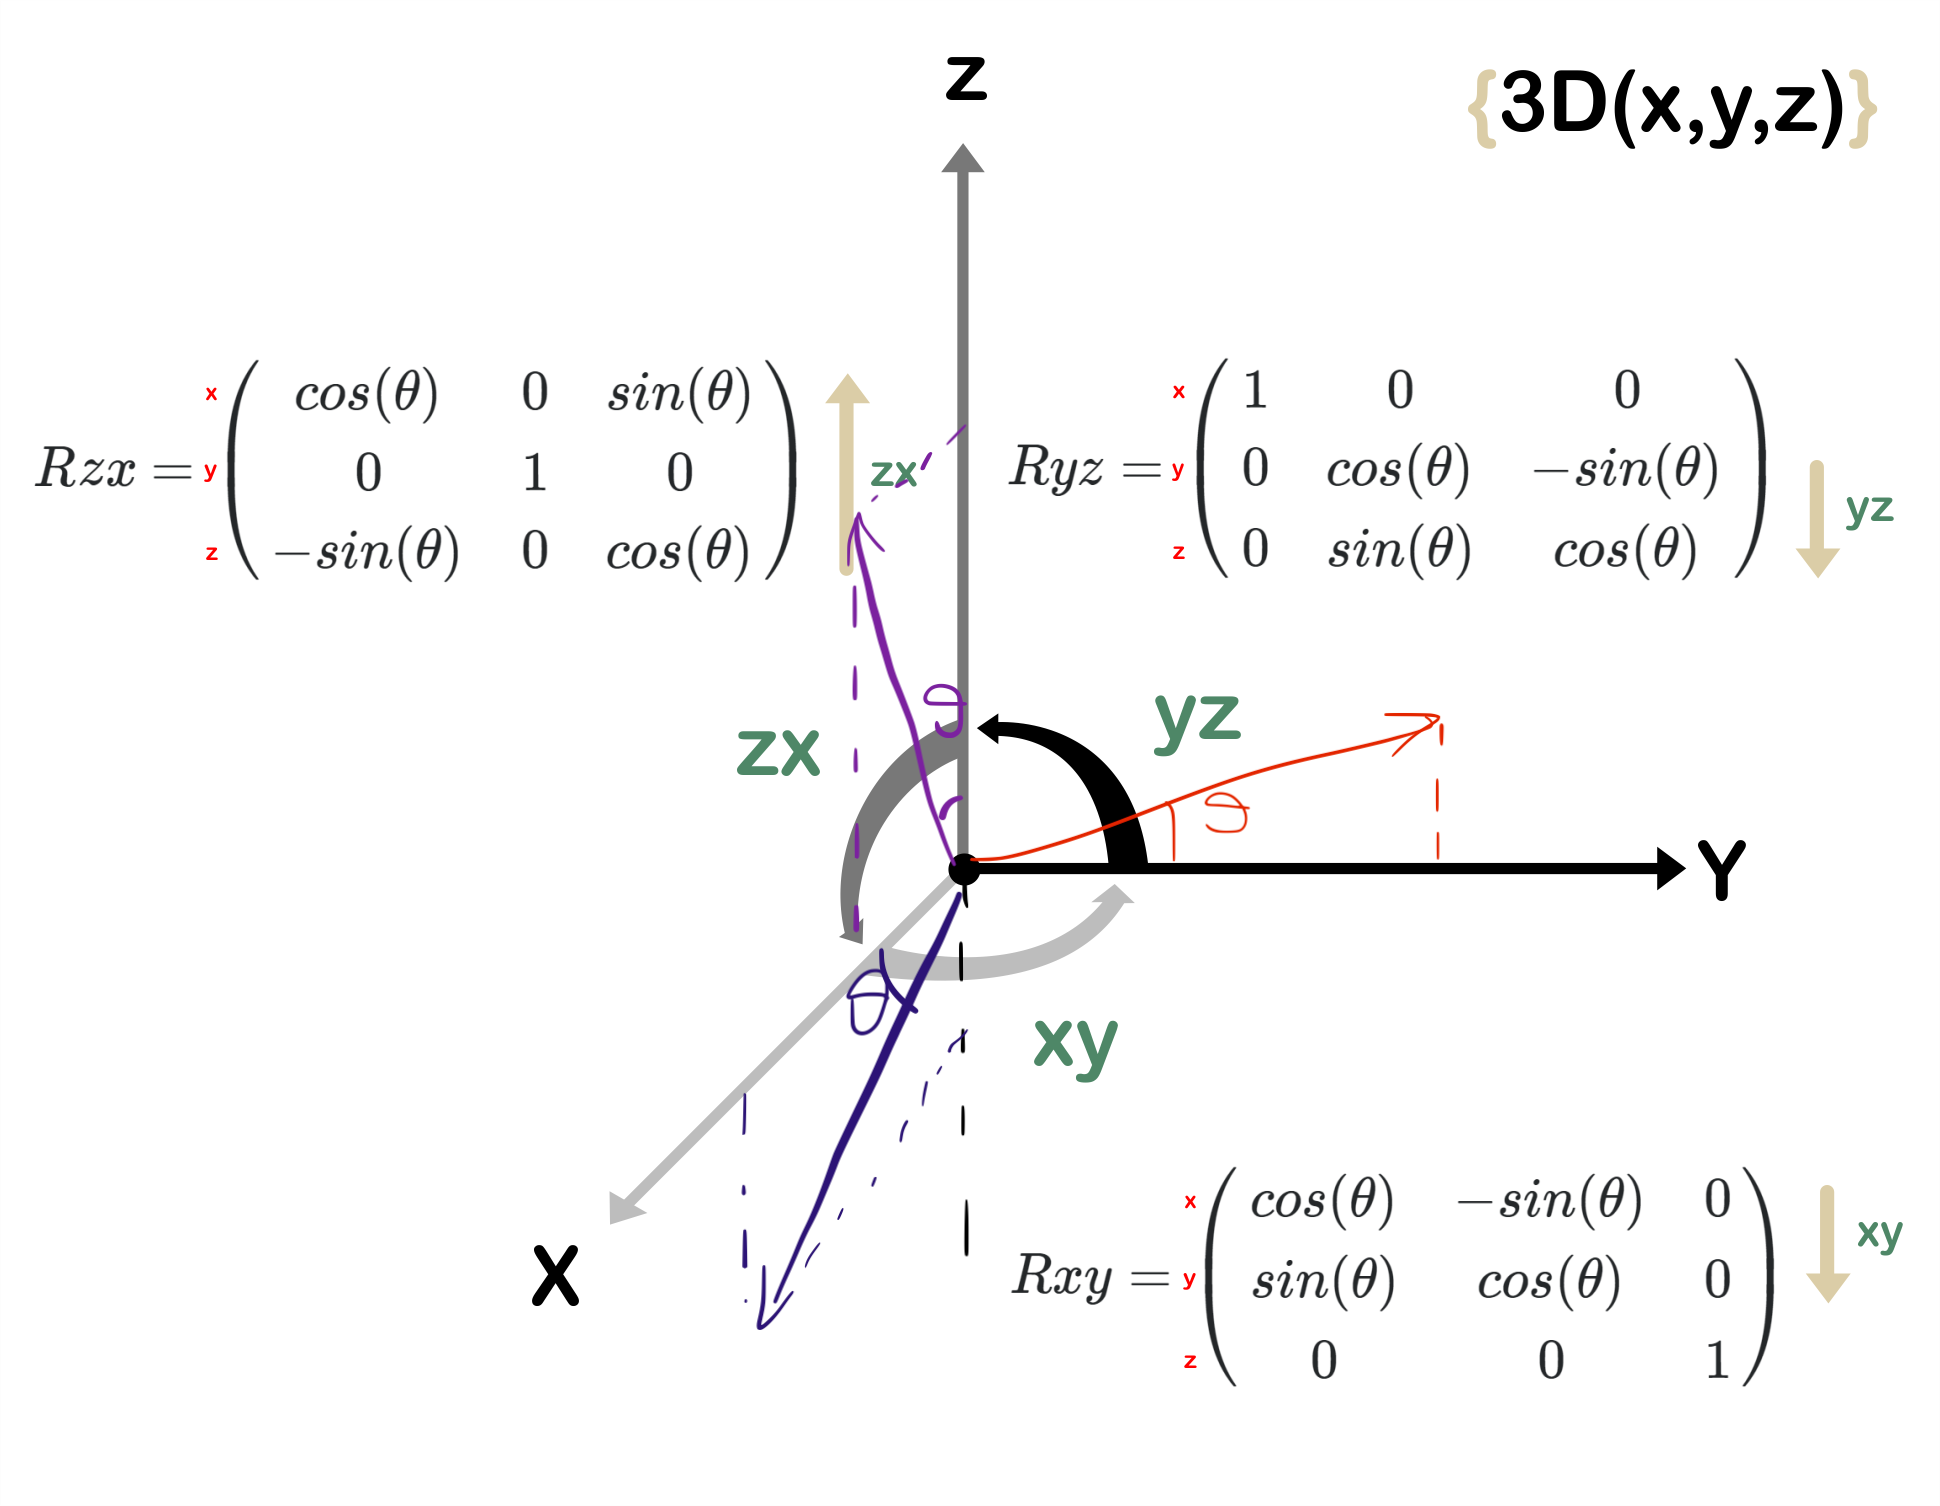 z
{3D(x,y,z)}
x cos(θ) 0 sin(θ)
Rzx = y 0 1 0
z -sin(θ) 0 cos(θ)
zx
x 1 0 0
Ryz = y 0 cos(θ) -sin(θ)
z 0 sin(θ) cos(θ)
yz
θ
zx
yz
θ
Y
θ
xy
X
x cos(θ) -sin(θ) 0
Rxy = y sin(θ) cos(θ) 0
z 0 0 1
xy